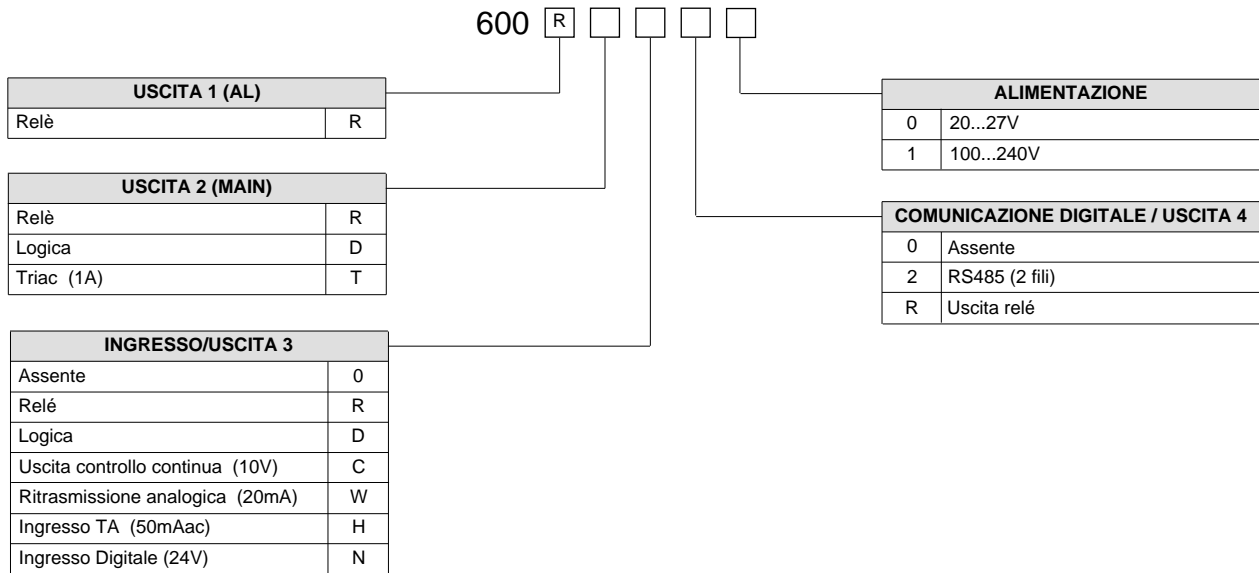 600 R
USCITA 1 (AL)
Relè R
USCITA 2 (MAIN)
Relè R
Logica D
Triac (1A) T
INGRESSO/USCITA 3
Assente 0
Relé R
Logica D
Uscita controllo continua (10V) C
Ritrasmissione analogica (20mA) W
Ingresso TA (50mAac) H
Ingresso Digitale (24V) N
ALIMENTAZIONE
0 20...27V
1 100...240V
COMUNICAZIONE DIGITALE / USCITA 4
0 Assente
2 RS485 (2 fili)
R Uscita relé